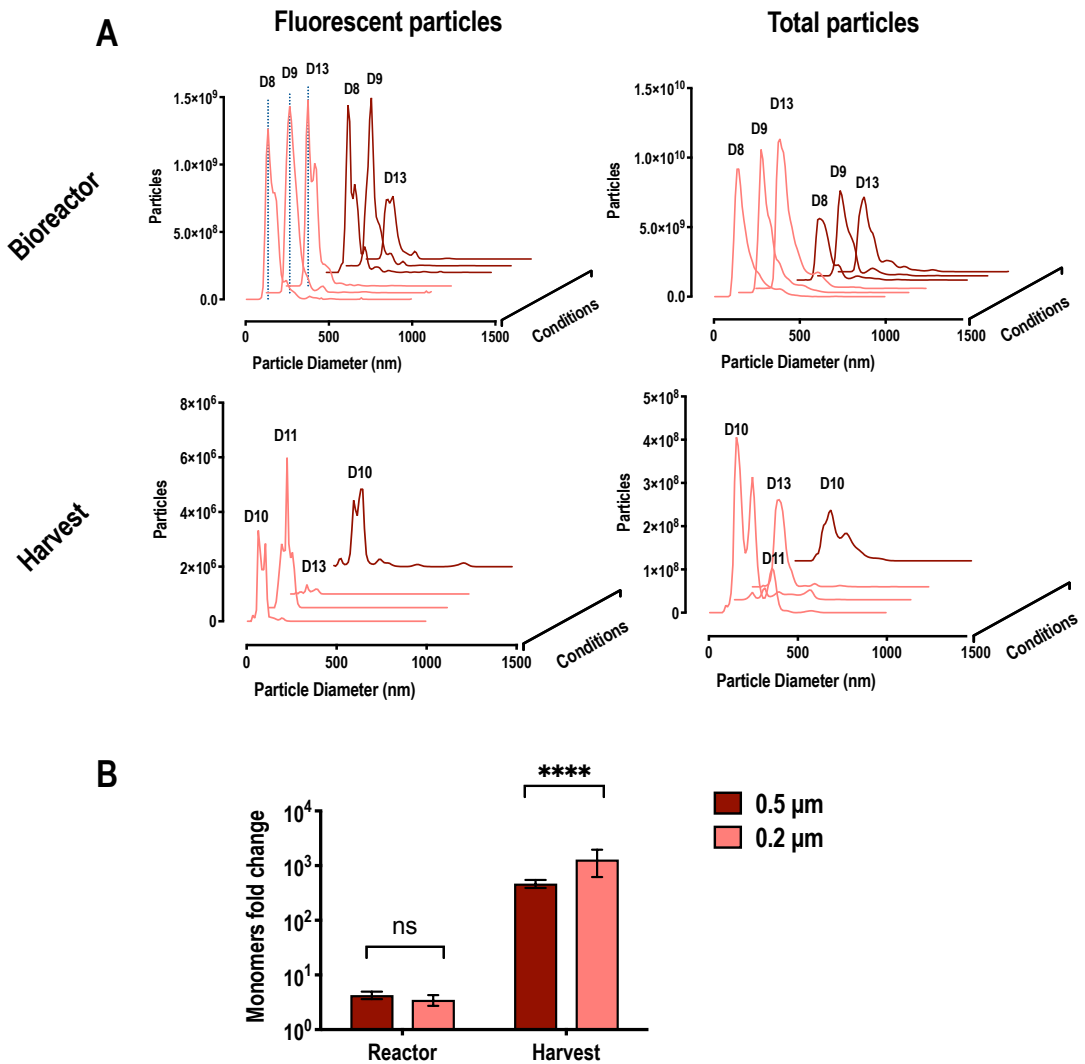 A
Fluorescent particles
Total particles
Bioreactor
Particles
1.5×10⁹
1.0×10⁹
5.0×10⁸
0.0
D8
D9
D13
D8
D9
D13
0
500
1000
1500
Particle Diameter (nm)
Conditions
Particles
1.5×10¹⁰
1.0×10¹⁰
5.0×10⁹
0.0
D8
D9
D13
D8
D9
D13
0
500
1000
1500
Particle Diameter (nm)
Conditions
Harvest
Particles
8×10⁶
6×10⁶
4×10⁶
2×10⁶
0
D10
D11
D13
D10
0
500
1000
1500
Particle Diameter (nm)
Conditions
Particles
5×10⁸
4×10⁸
3×10⁸
2×10⁸
1×10⁸
0
D10
D11
D13
D10
0
500
1000
1500
Particle Diameter (nm)
Conditions
B
Monomers fold change
10⁴
10³
10²
10¹
10⁰
ns
****
Reactor
Harvest
0.5 µm
0.2 µm